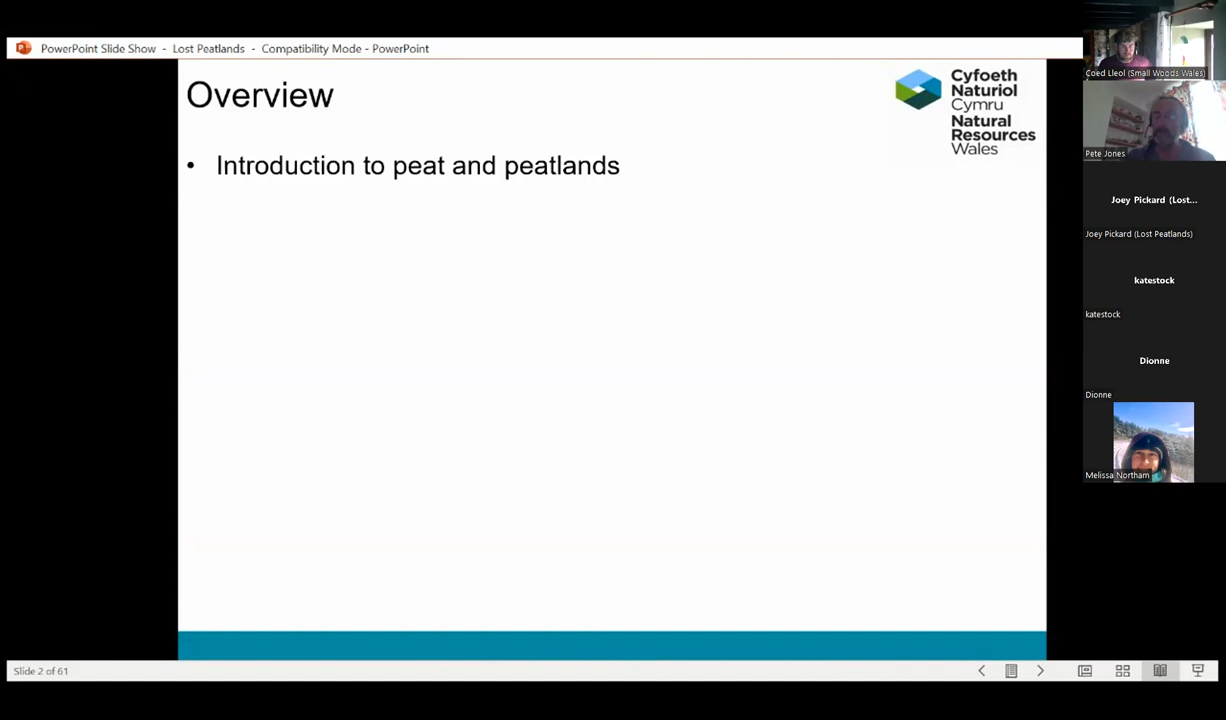 PowerPoint Slide Show - Lost Peatlands - Compatibility Mode - PowerPoint
Overview
Cyfoeth
Naturiol
Cymru
Natural
Resources
Wales
• Introduction to peat and peatlands
Slide 2 of 61
Coed Lleol (Small Woods Wales)
Pete Jones
Joey Pickard (Lost...
Joey Pickard (Lost Peatlands)
katestock
katestock
Dionne
Dionne
Melissa Northam